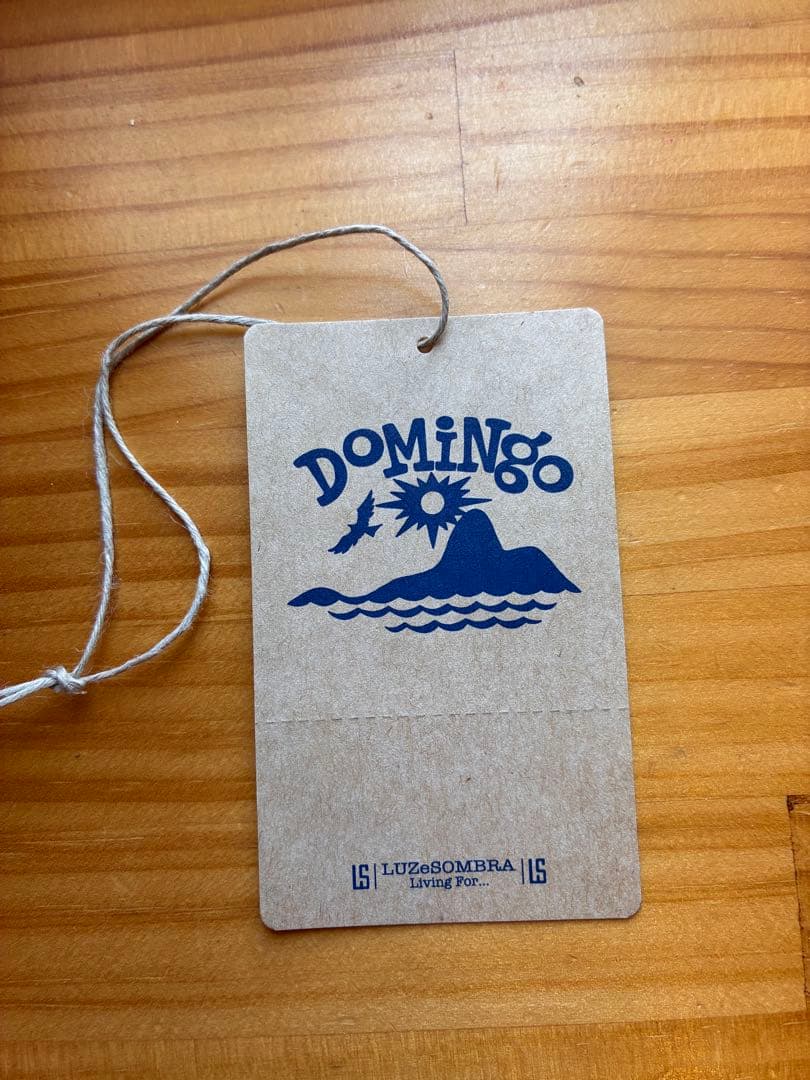 DOMiNgo
LS | LUZeSOMBRA | LS
Living For...